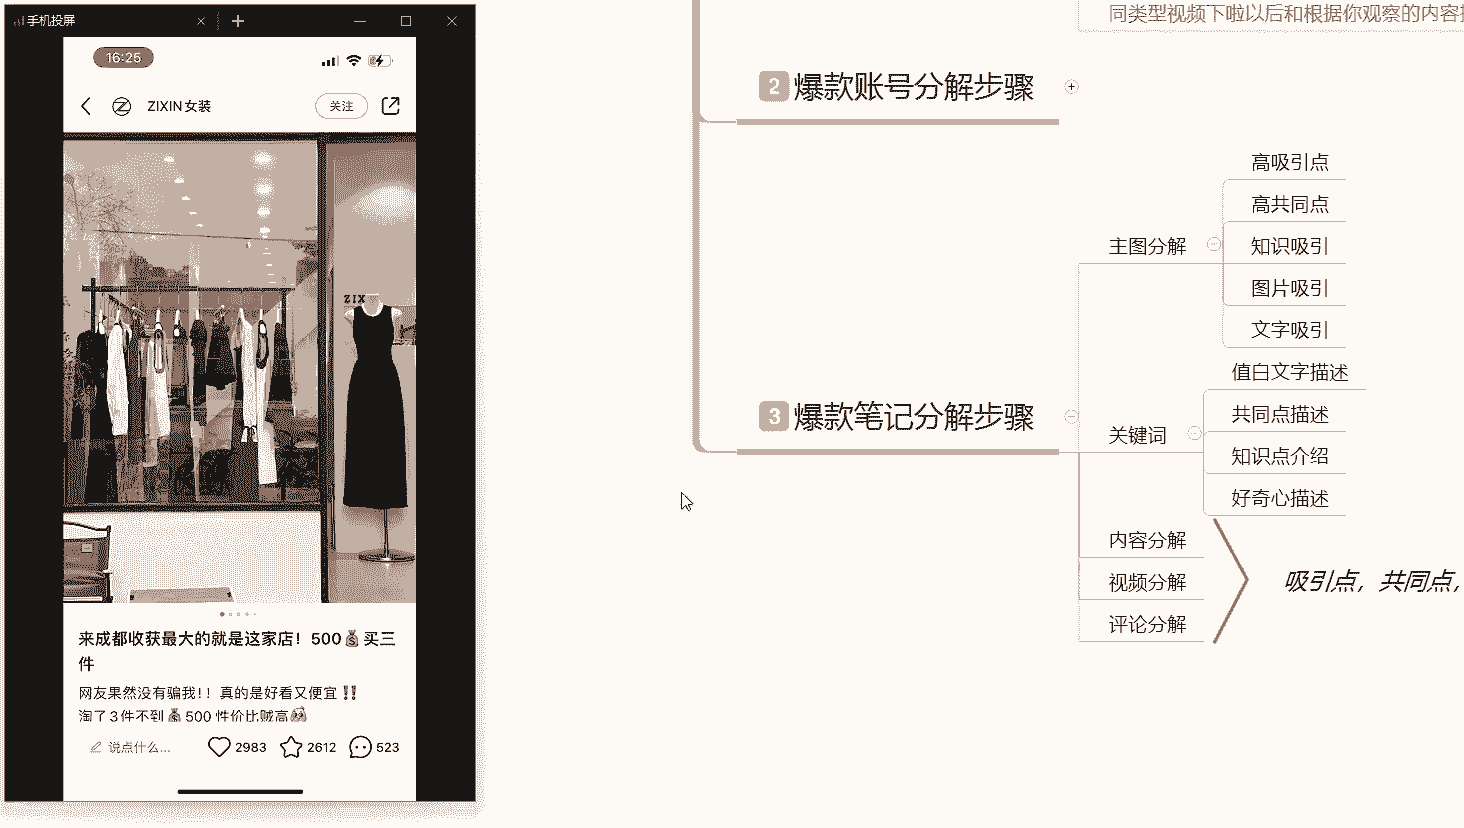 手机投屏
16:25
ZIXIN女装
关注
ZIX
来成都收获最大的就是这家店！500💰买三
件
网友果然没有骗我!！真的是好看又便宜‼️
淘了3件不到💰500 性价比贼高
说点什么...
2983
2612
523
同类型视频下啦以后和根据你观察的内容
2 爆款账号分解步骤
3 爆款笔记分解步骤
主图分解
高吸引点
高共同点
知识吸引
图片吸引
文字吸引
关键词
值白文字描述
共同点描述
知识点介绍
好奇心描述
内容分解
视频分解
评论分解
吸引点，共同点，